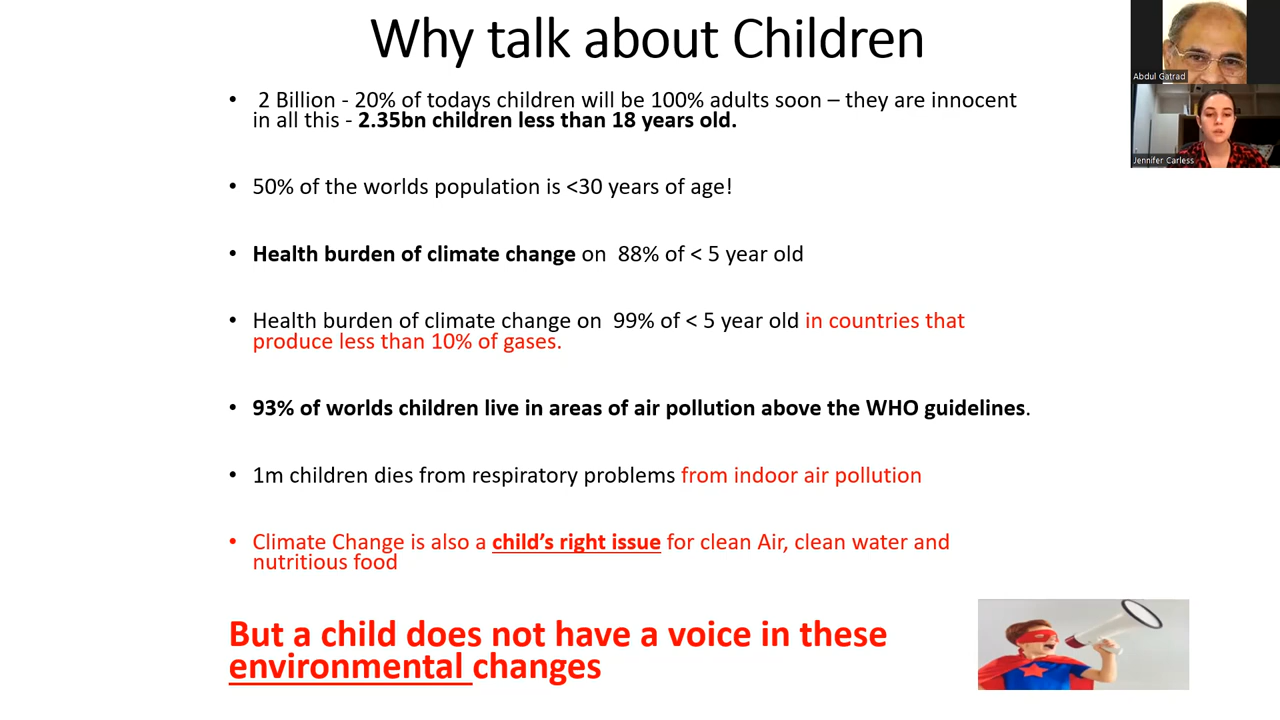 Why talk about Children
• 2 Billion - 20% of todays children will be 100% adults soon – they are innocent
in all this - 2.35bn children less than 18 years old.
• 50% of the worlds population is <30 years of age!
• Health burden of climate change on 88% of < 5 year old
• Health burden of climate change on 99% of < 5 year old in countries that
produce less than 10% of gases.
• 93% of worlds children live in areas of air pollution above the WHO guidelines.
• 1m children dies from respiratory problems from indoor air pollution
• Climate Change is also a child's right issue for clean Air, clean water and
nutritious food
But a child does not have a voice in these
environmental changes
Abdul Gatrad
Jennifer Carless